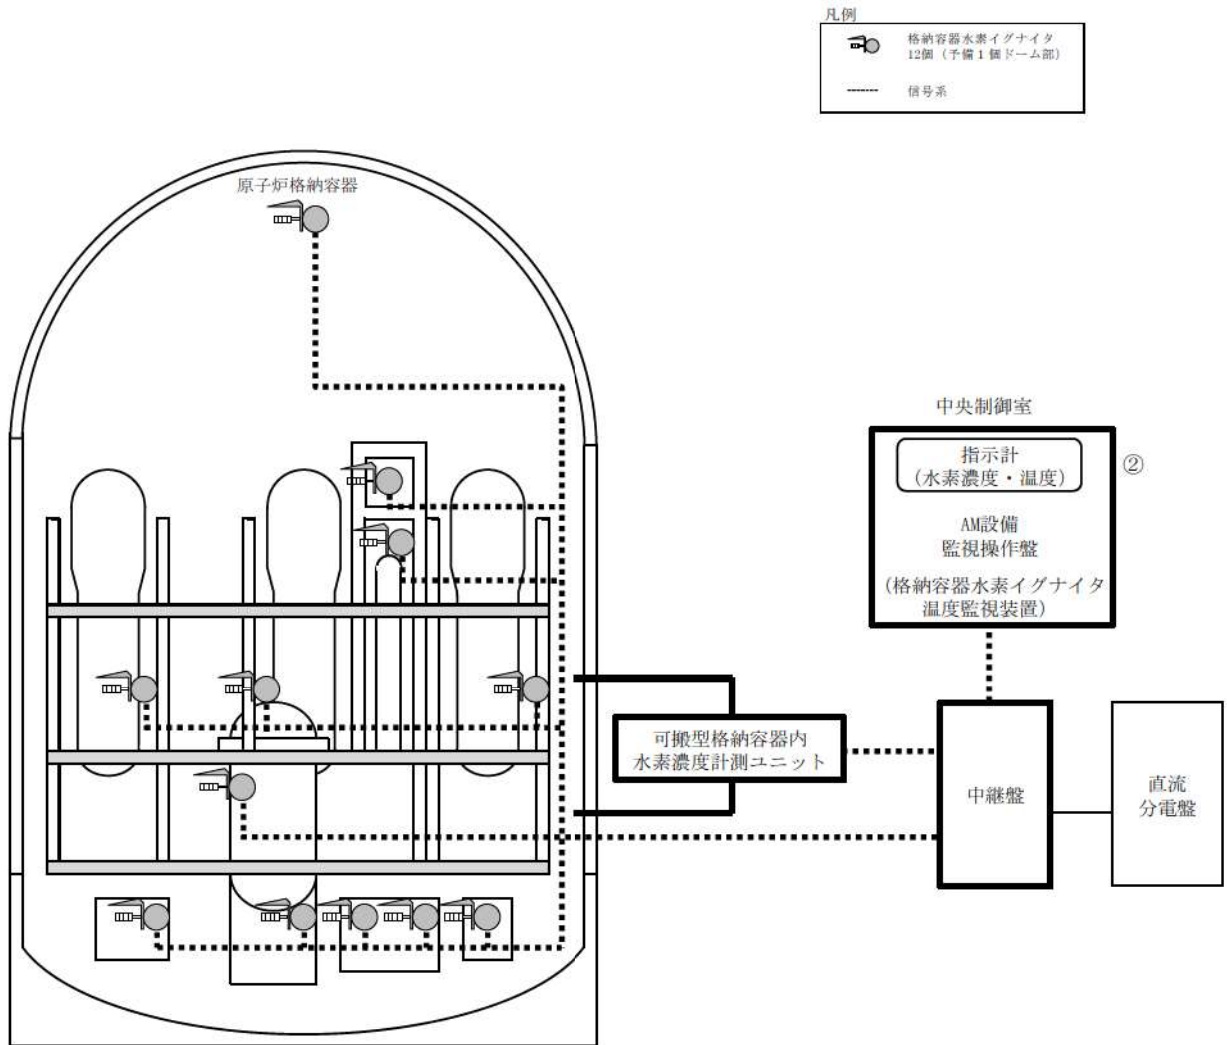 凡例
格納容器水素イグナイタ
12個（予備１個ドーム部）
信号系
原子炉格納容器
中央制御室
指示計
（水素濃度・温度）
②
AM設備
監視操作盤
（格納容器水素イグナイタ
温度監視装置）
可搬型格納容器内
水素濃度計測ユニット
中継盤
直流
分電盤